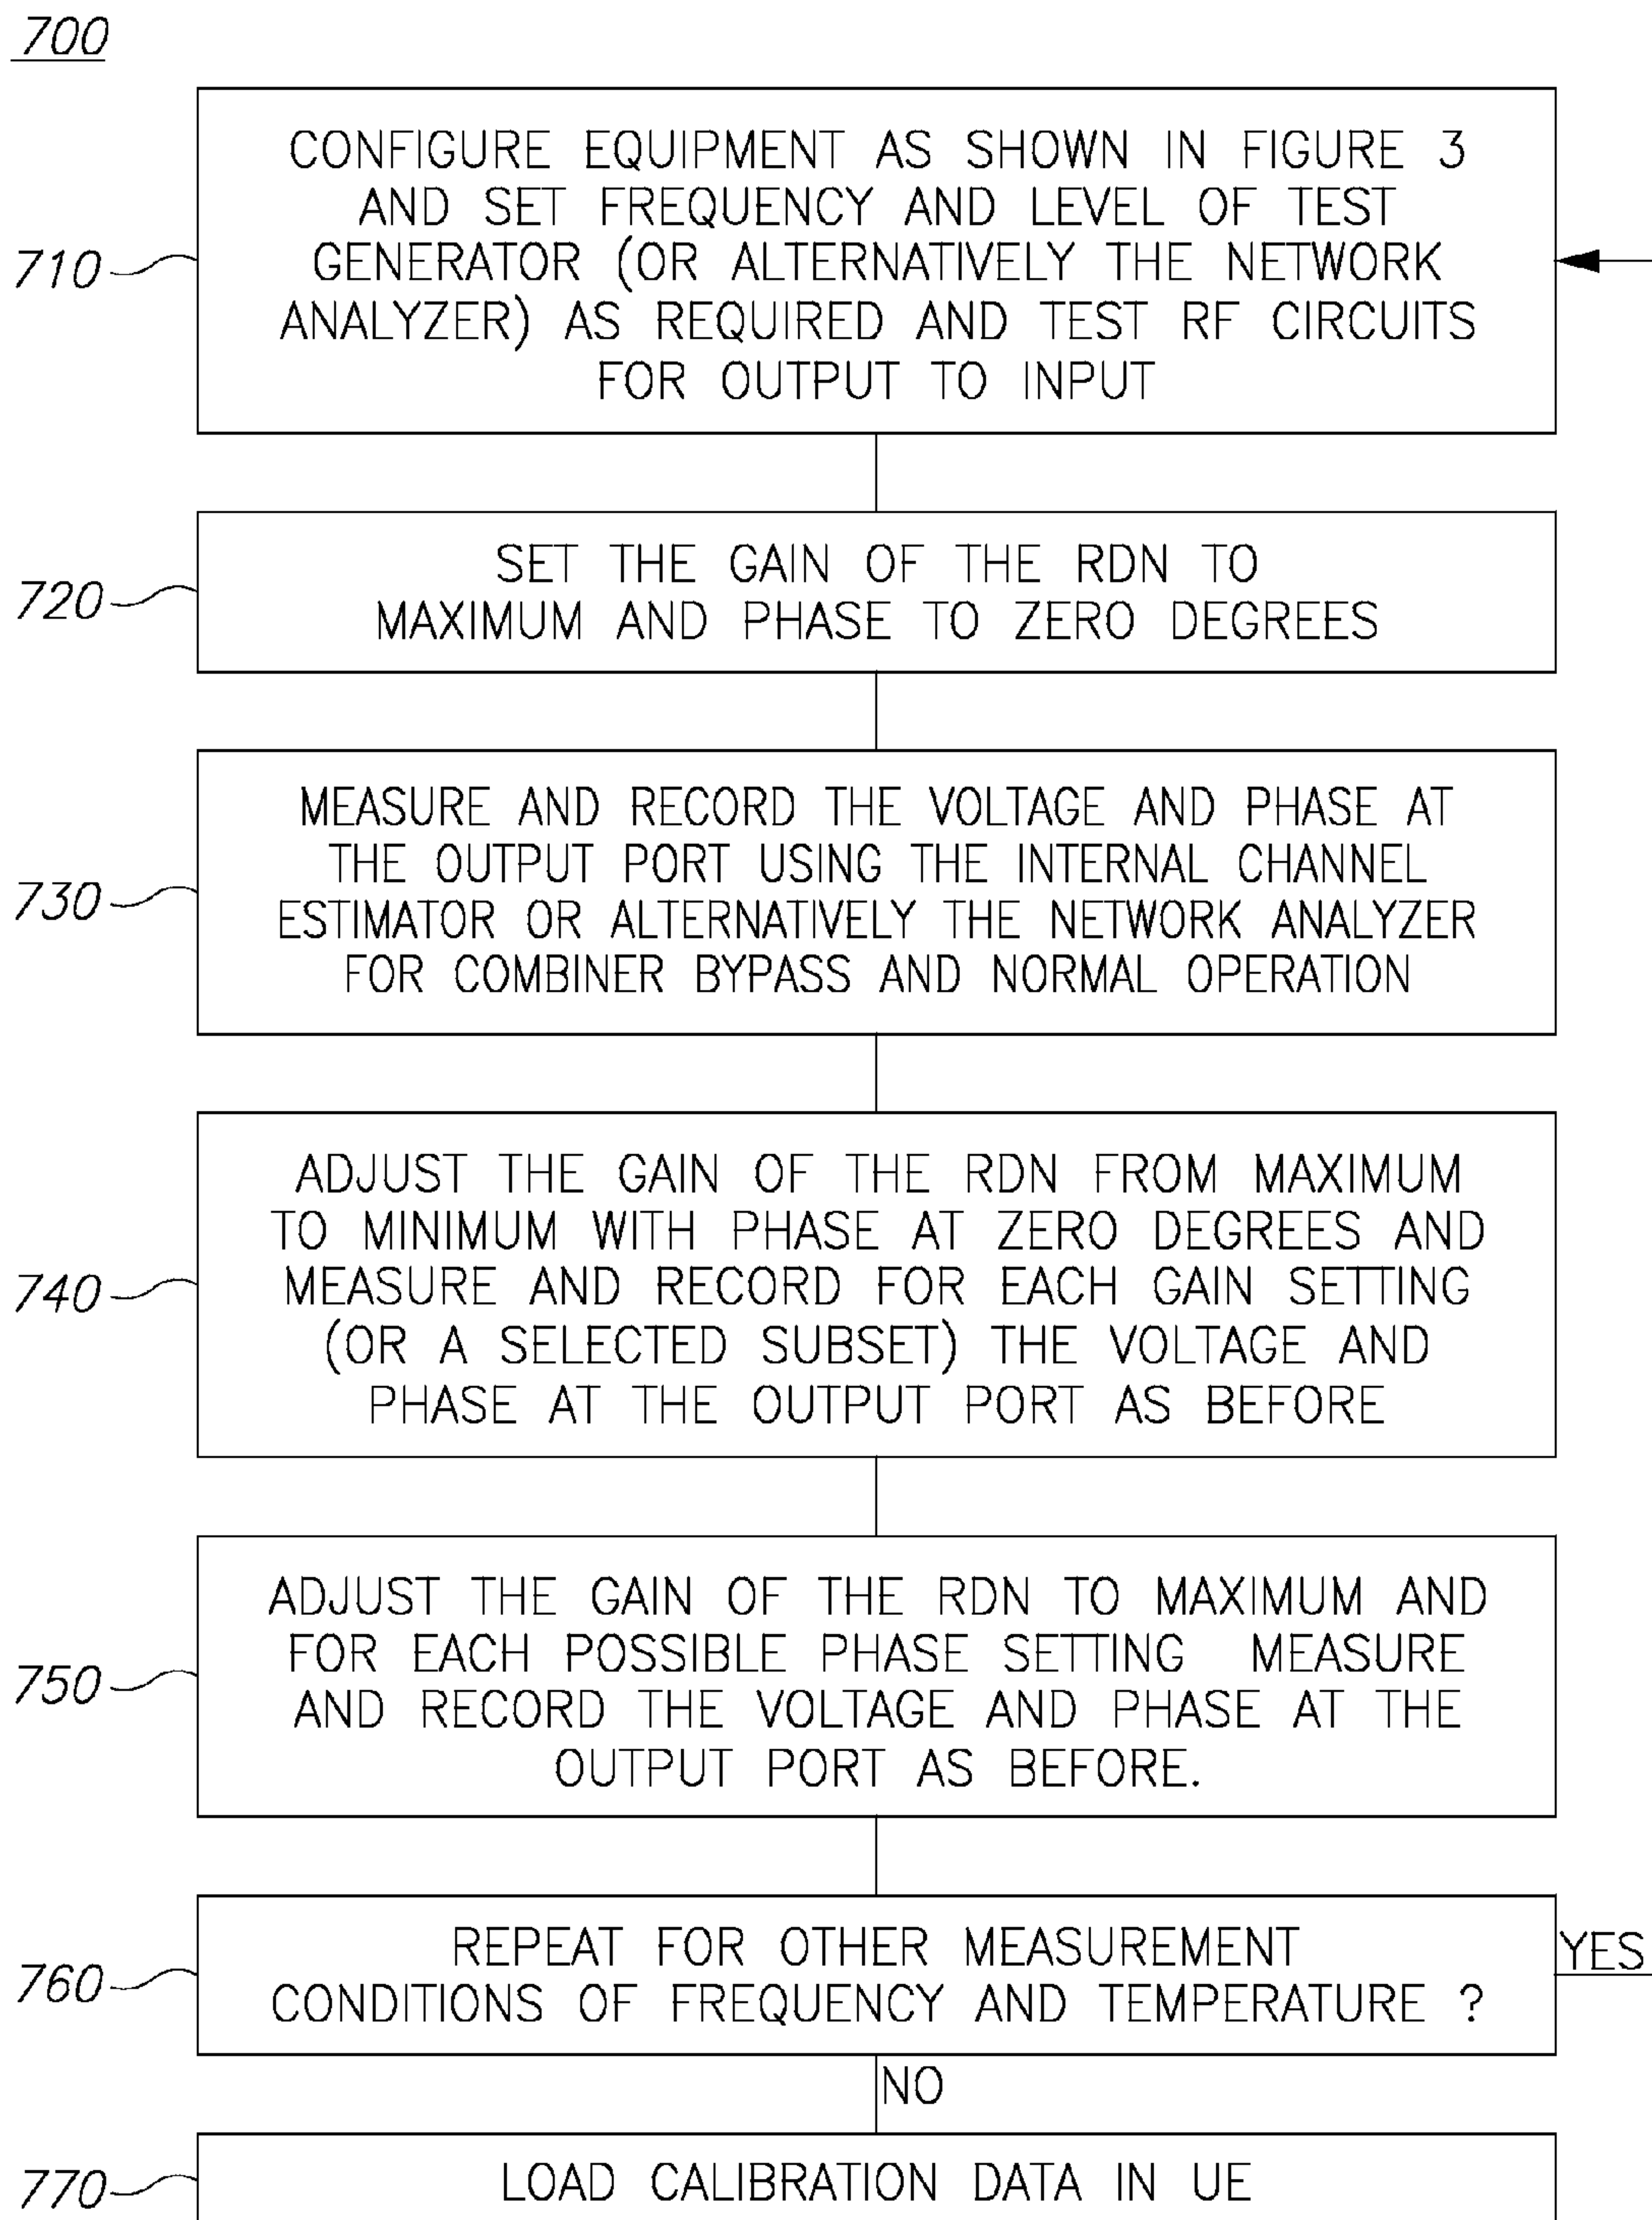 700
710
CONFIGURE EQUIPMENT AS SHOWN IN FIGURE 3
AND SET FREQUENCY AND LEVEL OF TEST
GENERATOR (OR ALTERNATIVELY THE NETWORK
ANALYZER) AS REQUIRED AND TEST RF CIRCUITS
FOR OUTPUT TO INPUT
720
SET THE GAIN OF THE RDN TO
MAXIMUM AND PHASE TO ZERO DEGREES
730
MEASURE AND RECORD THE VOLTAGE AND PHASE AT
THE OUTPUT PORT USING THE INTERNAL CHANNEL
ESTIMATOR OR ALTERNATIVELY THE NETWORK ANALYZER
FOR COMBINER BYPASS AND NORMAL OPERATION
740
ADJUST THE GAIN OF THE RDN FROM MAXIMUM
TO MINIMUM WITH PHASE AT ZERO DEGREES AND
MEASURE AND RECORD FOR EACH GAIN SETTING
(OR A SELECTED SUBSET) THE VOLTAGE AND
PHASE AT THE OUTPUT PORT AS BEFORE
750
ADJUST THE GAIN OF THE RDN TO MAXIMUM AND
FOR EACH POSSIBLE PHASE SETTING MEASURE
AND RECORD THE VOLTAGE AND PHASE AT THE
OUTPUT PORT AS BEFORE.
760
REPEAT FOR OTHER MEASUREMENT
CONDITIONS OF FREQUENCY AND TEMPERATURE ?
YES
NO
770
LOAD CALIBRATION DATA IN UE